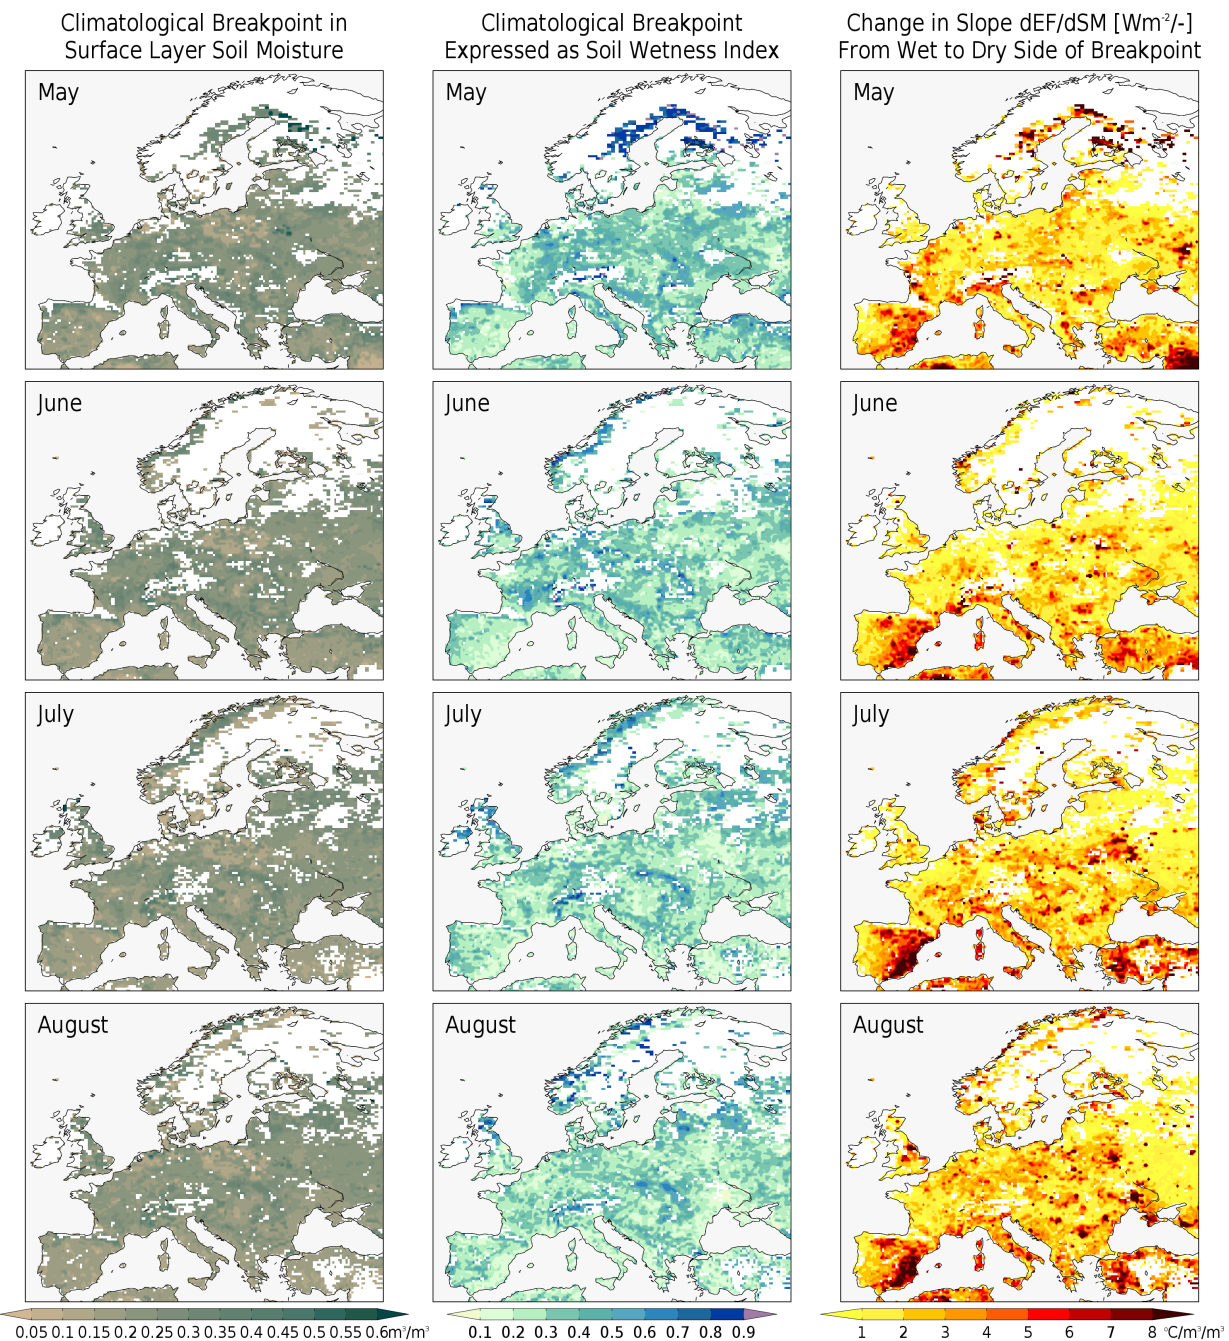 Climatological Breakpoint in
Surface Layer Soil Moisture
Climatological Breakpoint
Expressed as Soil Wetness Index
Change in Slope dEF/dSM [Wm⁻²/-]
From Wet to Dry Side of Breakpoint
May
May
May
June
June
June
July
July
July
August
August
August
0.05 0.1 0.15 0.2 0.25 0.3 0.35 0.4 0.45 0.5 0.55 0.6 m³/m³
0.1 0.2 0.3 0.4 0.5 0.6 0.7 0.8 0.9
1 2 3 4 5 6 7 °C/m³/m³